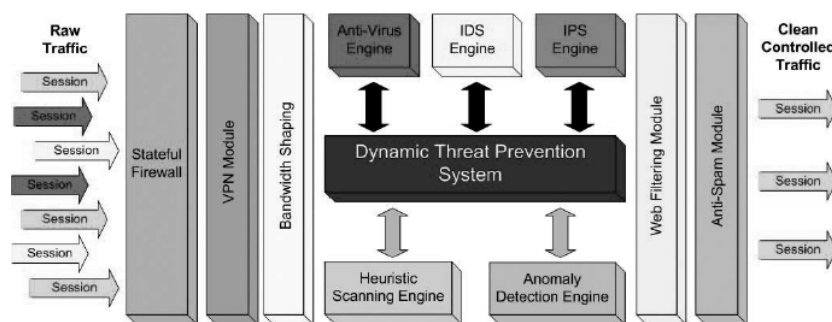 Raw
Traffic
Session
Session
Session
Session
Session
Session
Session
Stateful
Firewall
VPN Module
Bandwidth Shaping
Anti-Virus
Engine
IDS
Engine
IPS
Engine
Dynamic Threat Prevention
System
Heuristic
Scanning Engine
Anomaly
Detection Engine
Web Filtering Module
Anti-Spam Module
Clean
Controlled
Traffic
Session
Session
Session